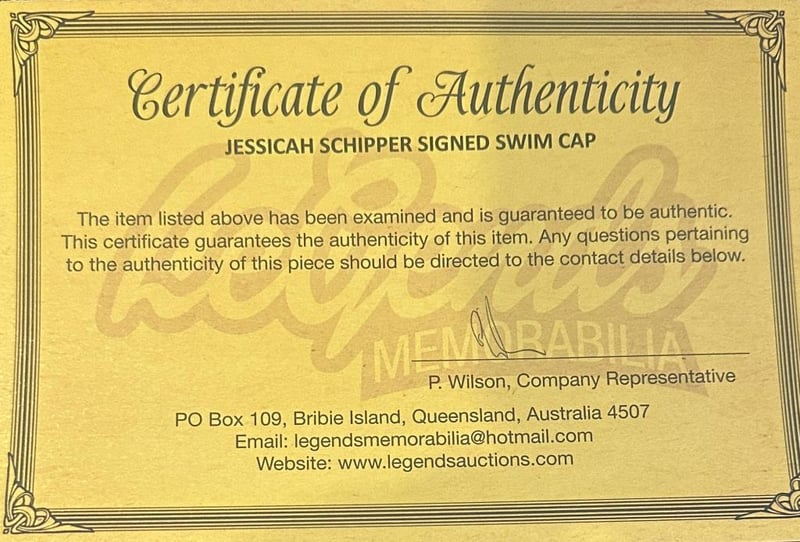 Certificate of Authenticity
JESSICAH SCHIPPER SIGNED SWIM CAP
Legends
MEMORABILIA
The item listed above has been examined and is guaranteed to be authentic.
This certificate guarantees the authenticity of this item. Any questions pertaining
to the authenticity of this piece should be directed to the contact details below.
P. Wilson, Company Representative
PO Box 109, Bribie Island, Queensland, Australia 4507
Email: legendsmemorabilia@hotmail.com
Website: www.legendsauctions.com